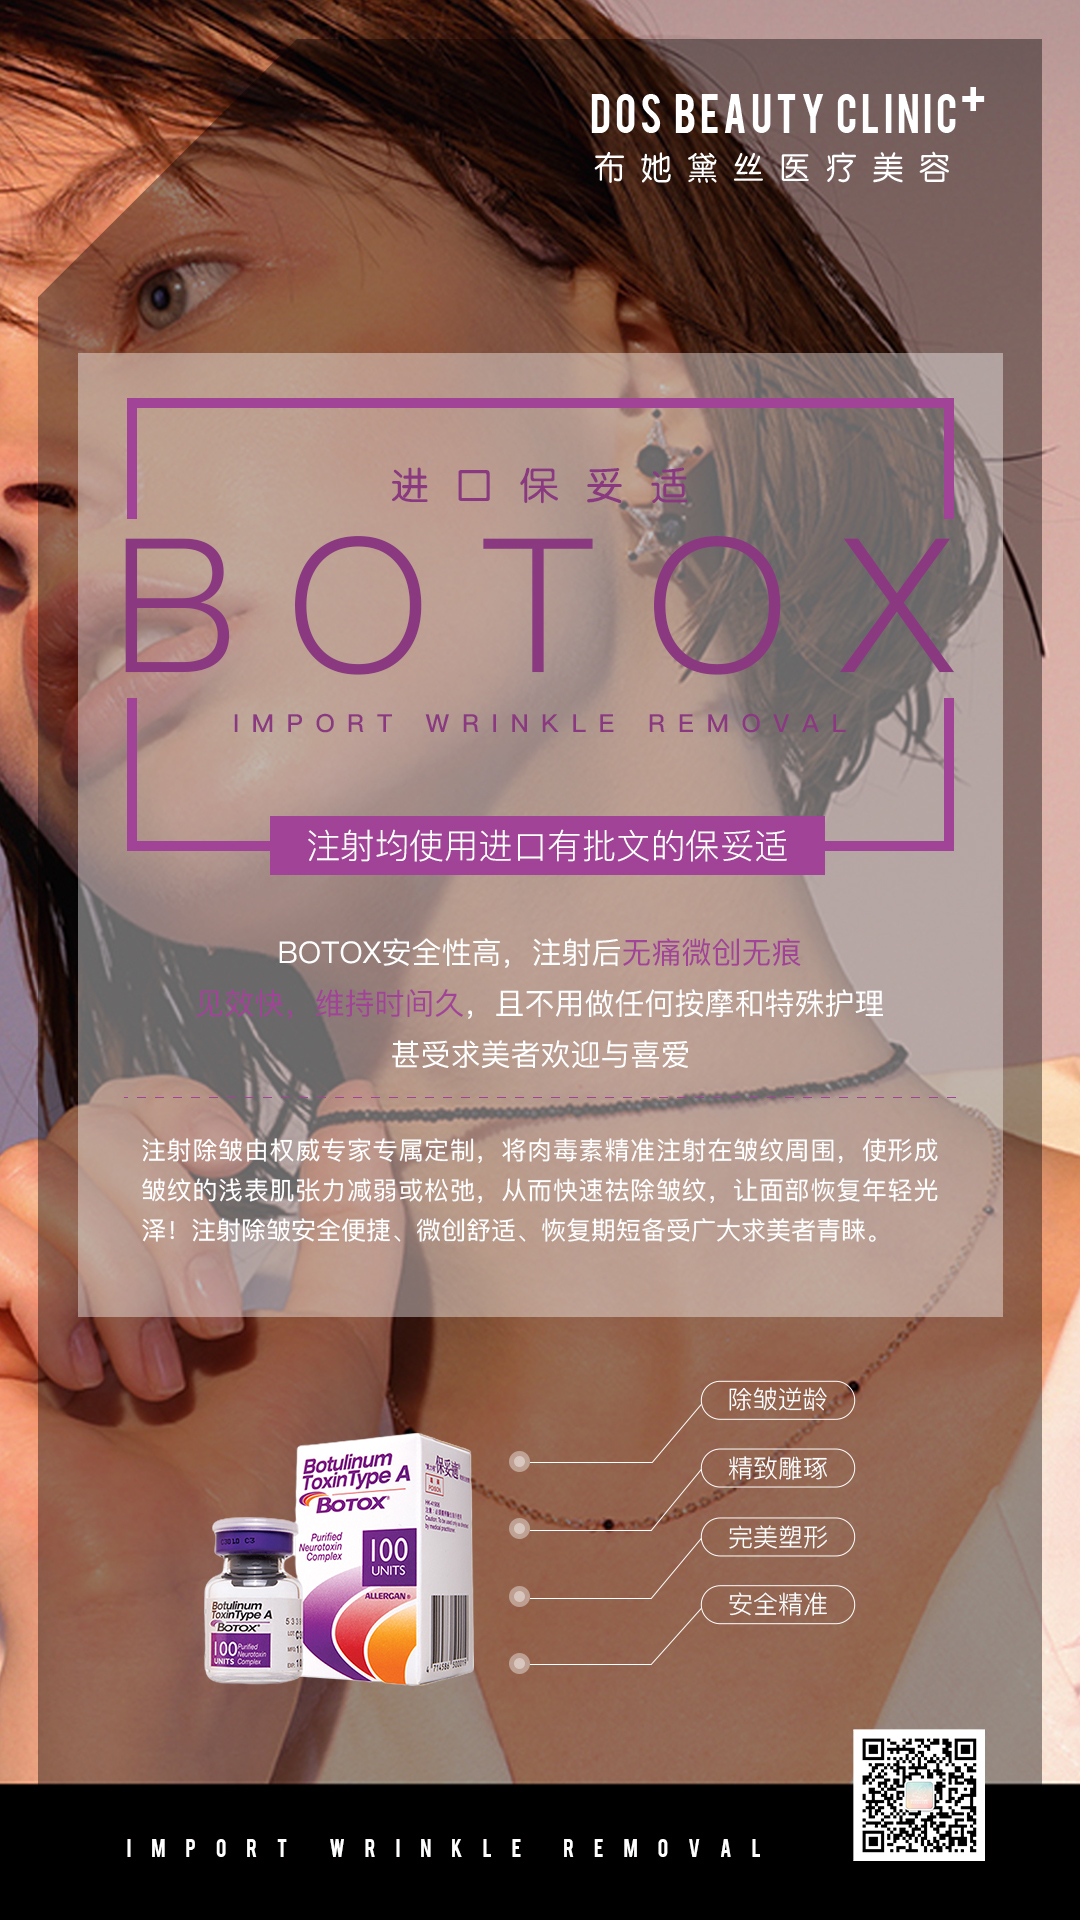 DOS BEAUTY CLINIC+
布她黛丝医疗美容
进口保妥适
BOTOX
IMPORT WRINKLE REMOVAL
注射均使用进口有批文的保妥适
BOTOX安全性高，注射后无痛微创无痕
见效快，维持时间久，且不用做任何按摩和特殊护理
甚受求美者欢迎与喜爱
注射除皱由权威专家专属定制，将肉毒素精准注射在皱纹周围，使形成
皱纹的浅表肌张力减弱或松弛，从而快速祛除皱纹，让面部恢复年轻光
泽！注射除皱安全便捷、微创舒适、恢复期短备受广大求美者青睐。
除皱逆龄
精致雕琢
完美塑形
安全精准
Botulinum
ToxinType A
BOTOX®
Purified
Neurotoxin
Complex
100
UNITS
ALLERGAN
保妥适
POISON
Botulinum
ToxinType A
BOTOX®
100 Purified
Neurotoxin
UNITS Complex
IMPORT WRINKLE REMOVAL